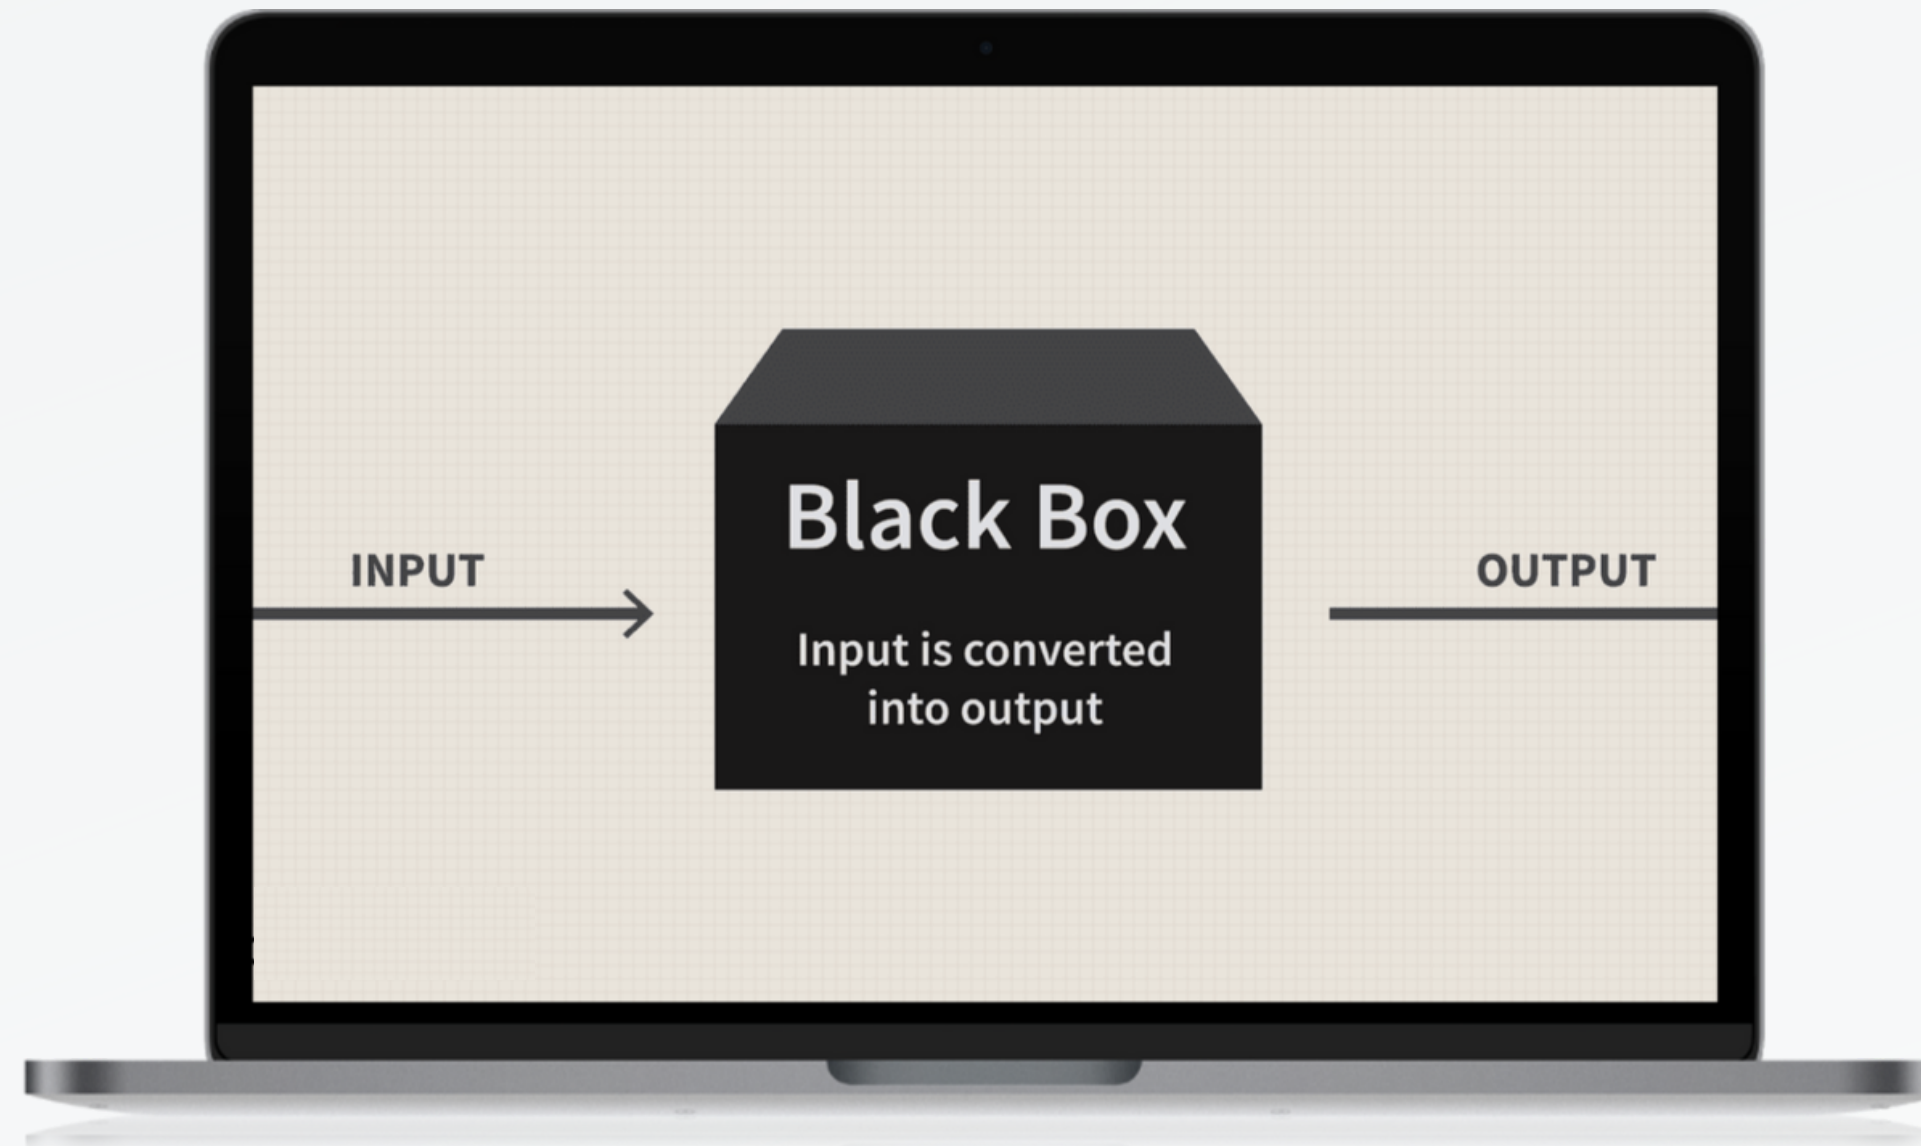 INPUT
Black Box
Input is converted
into output
OUTPUT